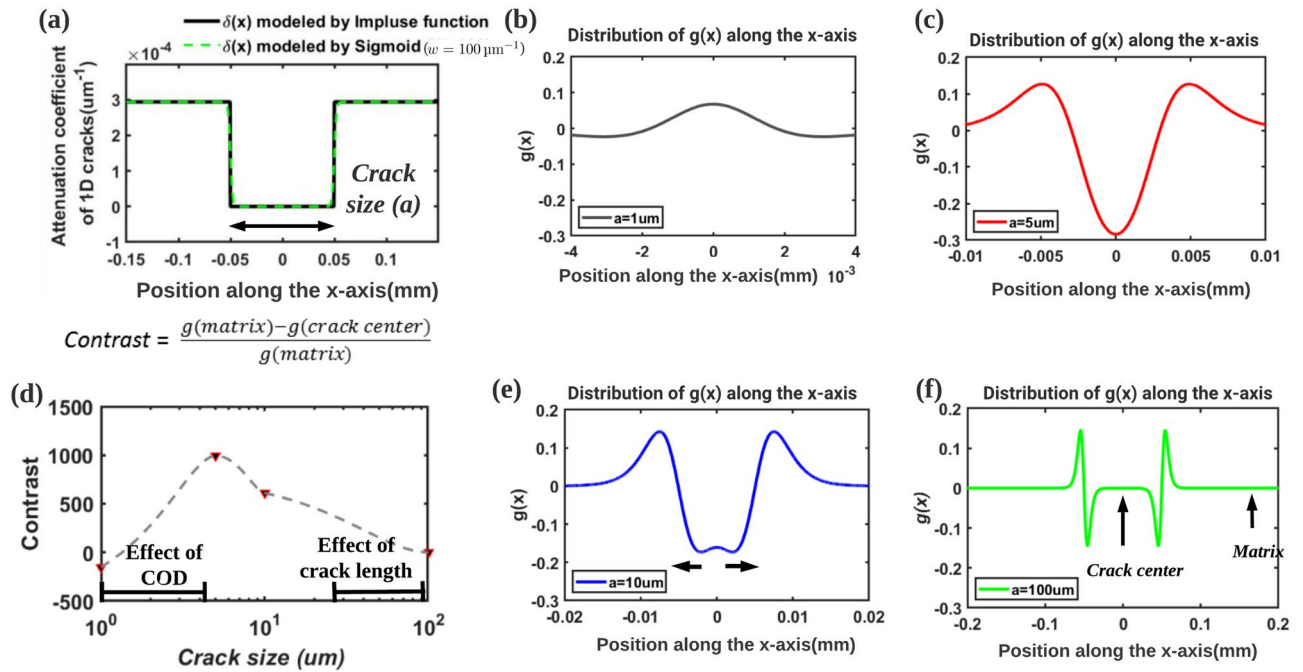 (a)
δ(x) modeled by Impluse function
δ(x) modeled by Sigmoid (w = 100 μm⁻¹)
×10⁻⁴
Attenuation coefficient
of 1D cracks(um⁻¹)
4
3
2
1
0
-1
Crack
size (a)
-0.15 -0.1 -0.05 0 0.05 0.1
Position along the x-axis(mm)
(b)
Distribution of g(x) along the x-axis
g(x)
0.2
0.1
0
-0.1
-0.2
-0.3
a=1um
-4 -2 0 2 4
Position along the x-axis(mm) 10⁻³
(c)
Distribution of g(x) along the x-axis
g(x)
0.2
0.1
0
-0.1
-0.2
-0.3
a=5um
-0.01 -0.005 0 0.005 0.01
Position along the x-axis(mm)
Contrast = g(matrix)−g(crack center)
g(matrix)
(d)
Contrast
1500
1000
500
0
-500
Effect of
COD
Effect of
crack length
10⁰ 10¹ 10²
Crack size (um)
(e)
Distribution of g(x) along the x-axis
g(x)
0.2
0.1
0
-0.1
-0.2
-0.3
a=10um
-0.02 -0.01 0 0.01 0.02
Position along the x-axis(mm)
(f)
Distribution of g(x) along the x-axis
g(x)
0.2
0.1
0
-0.1
-0.2
-0.3
Crack center
Matrix
a=100um
-0.2 -0.1 0 0.1 0.2
Position along the x-axis(mm)